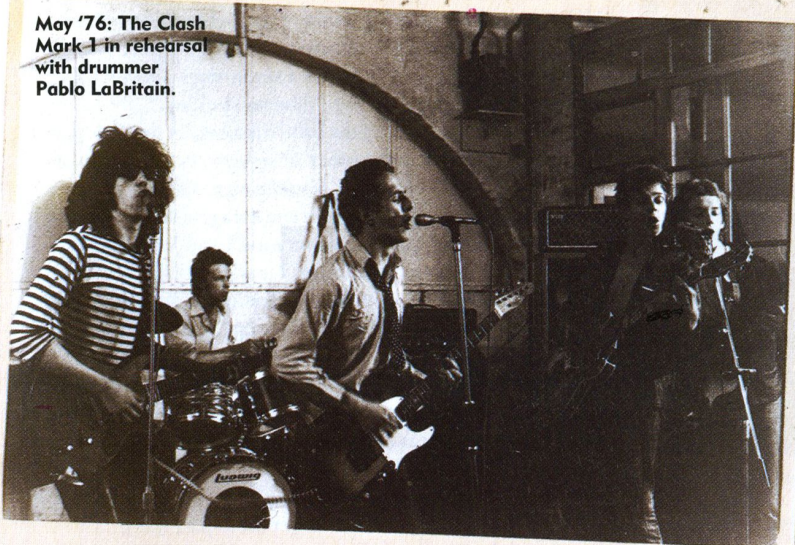 May '76: The Clash
Mark 1 in rehearsal
with drummer
Pablo LaBritain.
Ludwig